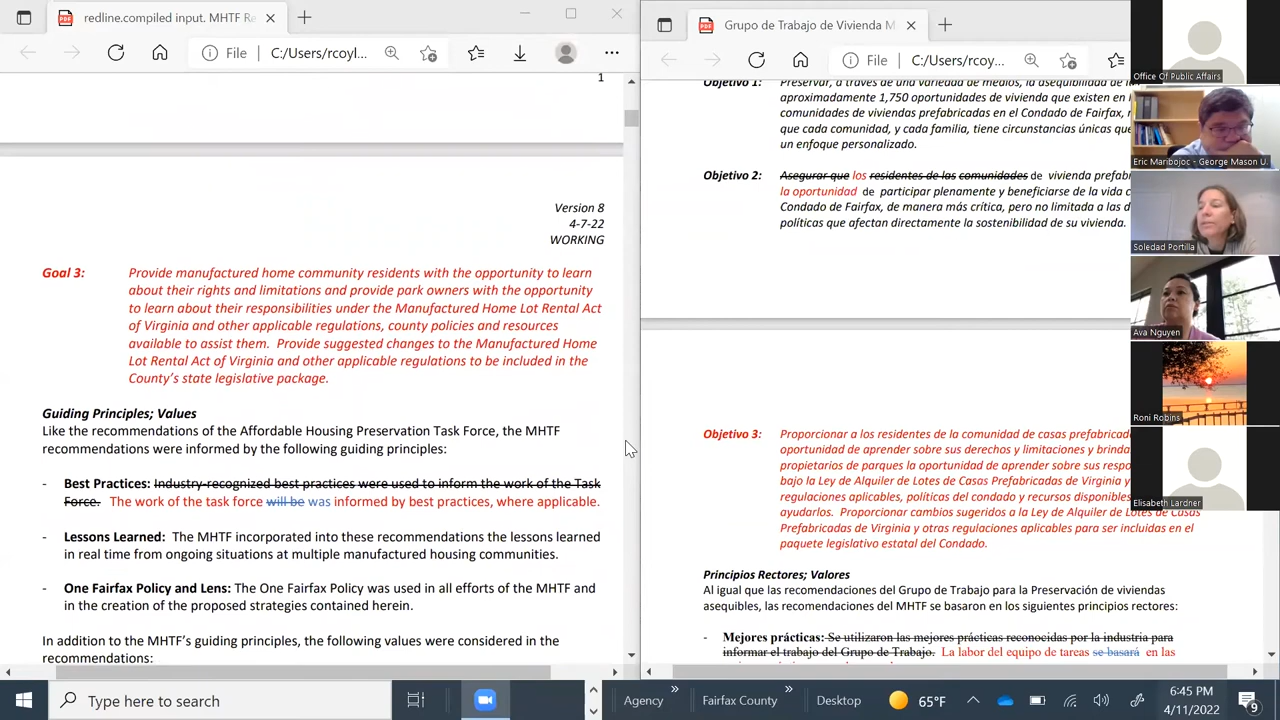 redline.compiled input. MHTF Re
File
C:/Users/rcoyl...
1
Version 8
4-7-22
WORKING
Goal 3: Provide manufactured home community residents with the opportunity to learn
about their rights and limitations and provide park owners with the opportunity
to learn about their responsibilities under the Manufactured Home Lot Rental Act
of Virginia and other applicable regulations, county policies and resources
available to assist them. Provide suggested changes to the Manufactured Home
Lot Rental Act of Virginia and other applicable regulations to be included in the
County's state legislative package.
Guiding Principles; Values
Like the recommendations of the Affordable Housing Preservation Task Force, the MHTF
recommendations were informed by the following guiding principles:
- Best Practices: Industry-recognized best practices were used to inform the work of the Task
Force. The work of the task force will be was informed by best practices, where applicable.
- Lessons Learned: The MHTF incorporated into these recommendations the lessons learned
in real time from ongoing situations at multiple manufactured housing communities.
- One Fairfax Policy and Lens: The One Fairfax Policy was used in all efforts of the MHTF and
in the creation of the proposed strategies contained herein.
In addition to the MHTF's guiding principles, the following values were considered in the
recommendations:
Grupo de Trabajo de Vivienda M
File
C:/Users/rcoy...
Objetivo 1: Preservar, a través de una variedad de medios, la asequibilidad de l
aproximadamente 1,750 oportunidades de vivienda que existen en l
comunidades de viviendas prefabricadas en el Condado de Fairfax, r
que cada comunidad, y cada familia, tiene circunstancias únicas que
un enfoque personalizado.
Objetivo 2: Asegurar que los residentes de las comunidades de vivienda prefab
la oportunidad de participar plenamente y beneficiarse de la vida c
Condado de Fairfax, de manera más crítica, pero no limitada a las d
políticas que afectan directamente la sostenibilidad de su vivienda.
Objetivo 3: Proporcionar a los residentes de la comunidad de casas prefabricad
oportunidad de aprender sobre sus derechos y limitaciones y brinda
propietarios de parques la oportunidad de aprender sobre sus respo
bajo la Ley de Alquiler de Lotes de Casas Prefabricadas de Virginia y
regulaciones aplicables, políticas del condado y recursos disponibles
ayudarlos. Proporcionar cambios sugeridos a la Ley de Alquiler de Lotes de Casas
Prefabricadas de Virginia y otras regulaciones aplicables para ser incluidas en el
paquete legislativo estatal del Condado.
Principios Rectores; Valores
Al igual que las recomendaciones del Grupo de Trabajo para la Preservación de viviendas
asequibles, las recomendaciones del MHTF se basaron en los siguientes principios rectores:
- Mejores prácticas: Se utilizaron las mejores prácticas reconocidas por la industria para
informar el trabajo del Grupo de Trabajo. La labor del equipo de tareas se basará en las
Office Of Public Affairs
Eric Maribojoc - George Mason U.
Soledad Portilla
Ava Nguyen
Roni Robins
Elisabeth Lardner
Type here to search
Agenda
Fairfax County
Desktop
65°F
6:45 PM
4/11/2022
9